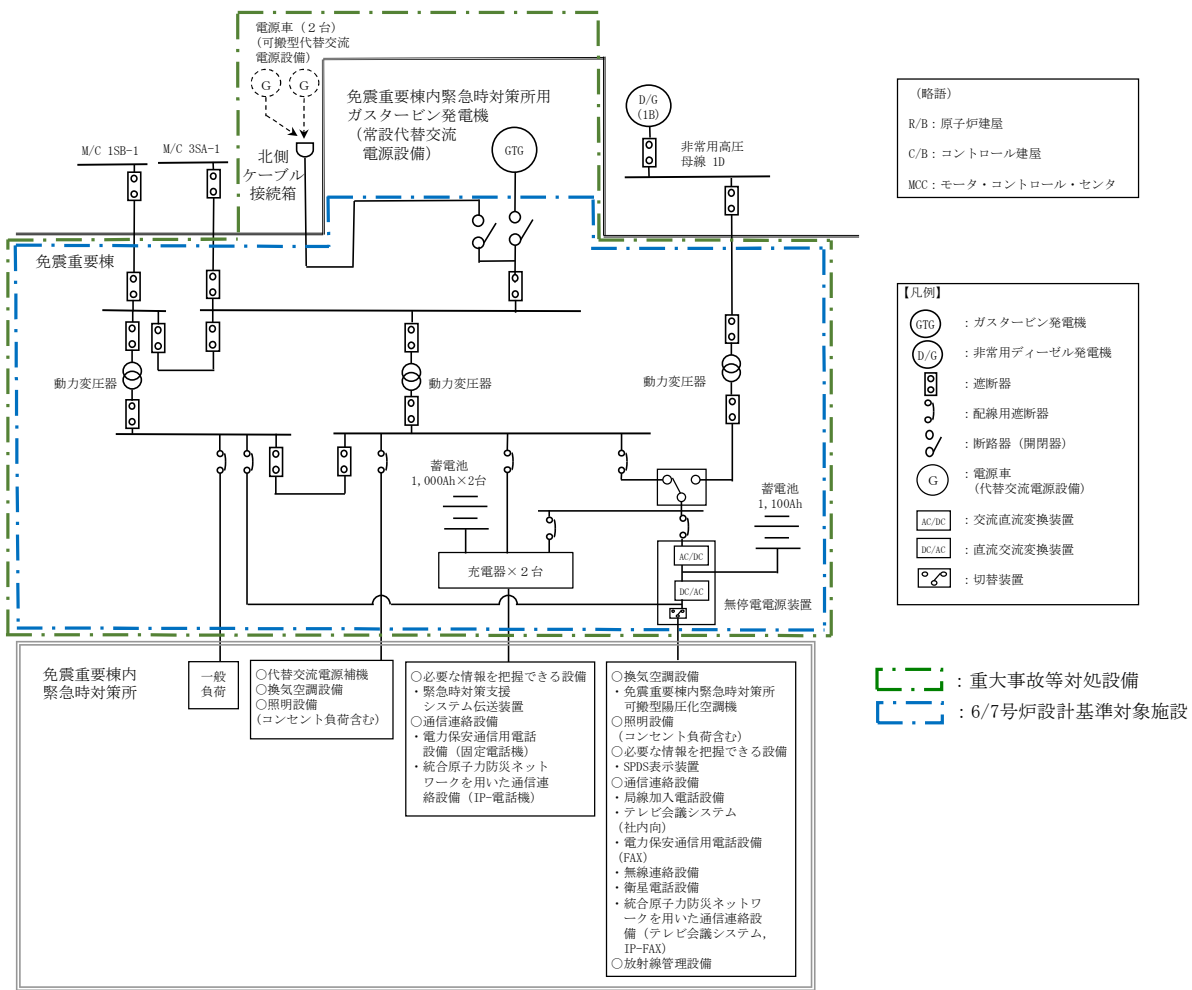 電源車（２台）
(可搬型代替交流
電源設備)
G
G
免震重要棟内緊急時対策所用
ガスタービン発電機
（常設代替交流
電源設備）
GTG
D/G
(1B)
非常用高圧
母線 1D
M/C 1SB-1
M/C 3SA-1
北側
ケーブル
接続箱
免震重要棟
動力変圧器
動力変圧器
動力変圧器
蓄電池
1,000Ah×2台
蓄電池
1,100Ah
充電器×２台
AC/DC
DC/AC
無停電電源装置
免震重要棟内
緊急時対策所
一般
負荷
○代替交流電源補機
○換気空調設備
○照明設備
(コンセント負荷含む)
○必要な情報を把握できる設備
・緊急時対策支援
システム伝送装置
○通信連絡設備
・電力保安通信用電話
設備（固定電話機）
・統合原子力防災ネット
ワークを用いた通信連
絡設備（IP-電話機）
○換気空調設備
・免震重要棟内緊急時対策所
可搬型陽圧化空調機
○照明設備
(コンセント負荷含む)
○必要な情報を把握できる設備
・SPDS表示装置
○通信連絡設備
・局線加入電話設備
・テレビ会議システム
（社内向）
・電力保安通信用電話設備
(FAX)
・無線連絡設備
・衛星電話設備
・統合原子力防災ネットワ
ークを用いた通信連絡設
備（テレビ会議システム,
IP-FAX）
○放射線管理設備
（略語）
R/B：原子炉建屋
C/B：コントロール建屋
MCC：モータ・コントロール・センタ
【凡例】
GTG ：ガスタービン発電機
D/G ：非常用ディーゼル発電機
：遮断器
：配線用遮断器
：断路器（開閉器）
G ：電源車
(代替交流電源設備)
AC/DC ：交流直流変換装置
DC/AC ：直流交流変換装置
：切替装置
：重大事故等対処設備
：6/7号炉設計基準対象施設